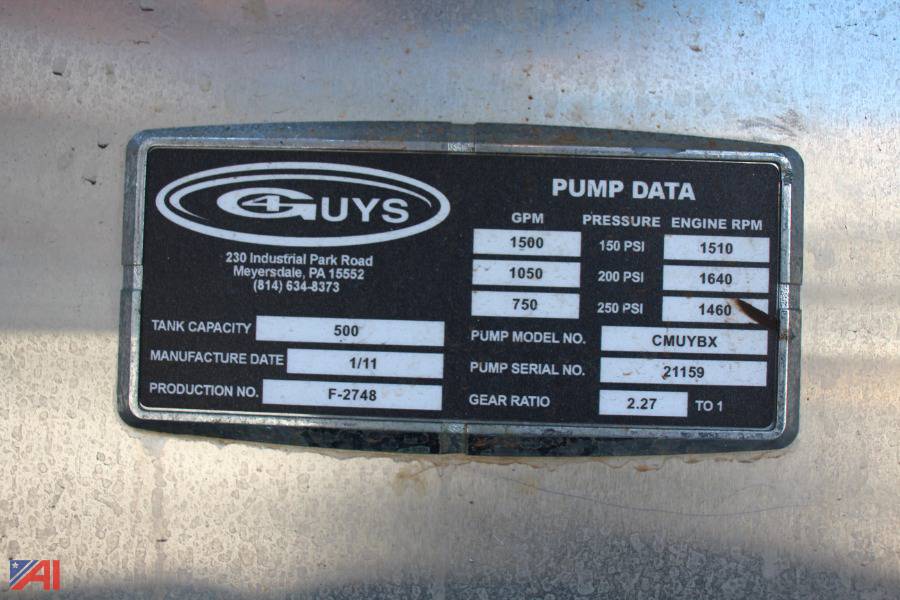 4GUYS
230 Industrial Park Road
Meyersdale, PA 15552
(814) 634-8373
TANK CAPACITY 500
MANUFACTURE DATE 1/11
PRODUCTION NO. F-2748
PUMP DATA
GPM PRESSURE ENGINE RPM
1500 150 PSI 1510
1050 200 PSI 1640
750 250 PSI 1460
PUMP MODEL NO. CMUYBX
PUMP SERIAL NO. 21159
GEAR RATIO 2.27 TO 1
AI